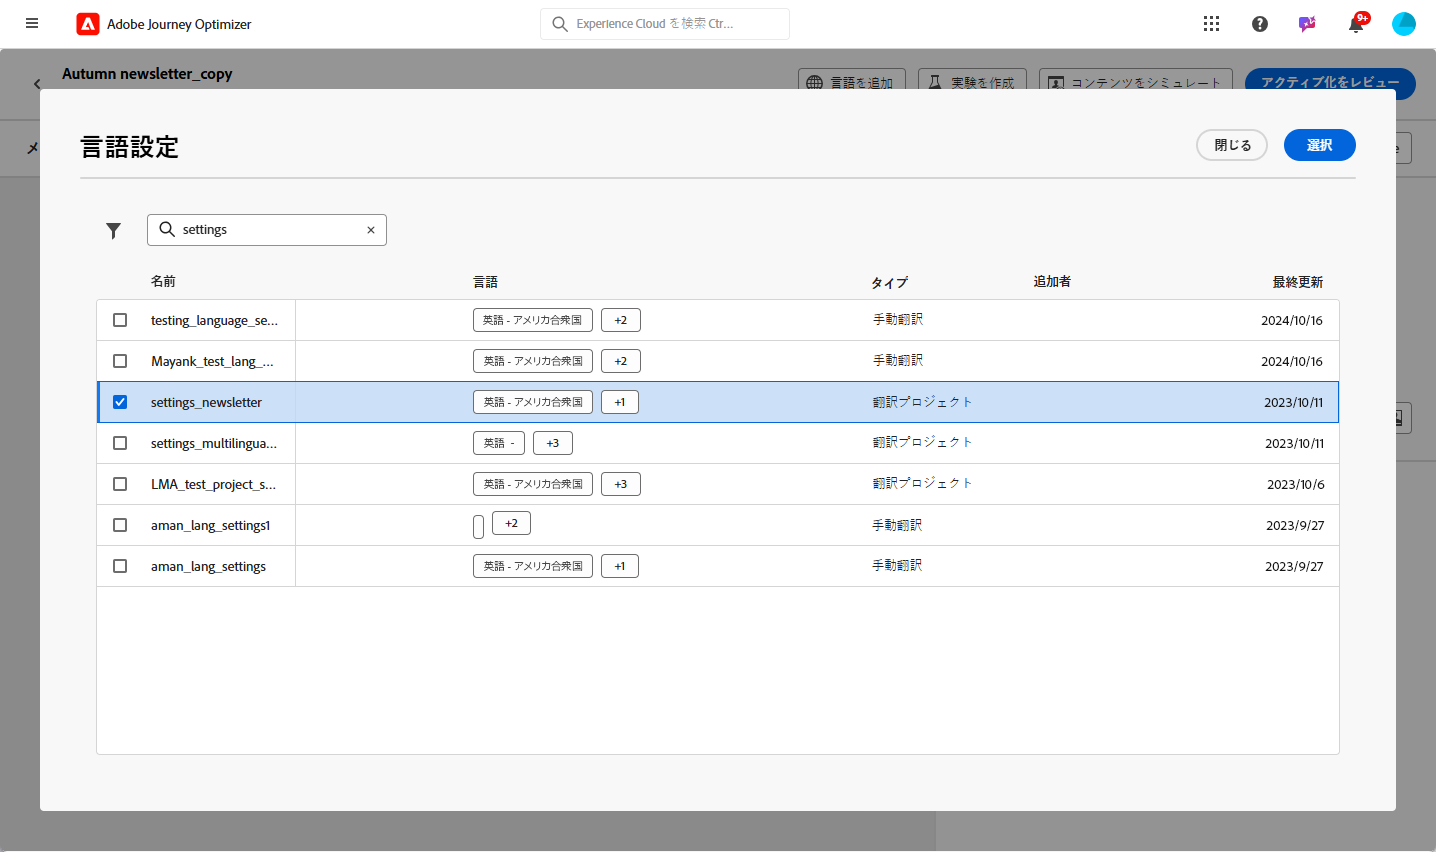 Adobe Journey Optimizer
Experience Cloud を検索 Ctr...
9+
Autumn newsletter_copy
言語を追加
実験を作成
コンテンツをシミュレート
アクティブ化をレビュー
言語設定
閉じる
選択
settings
名前 言語 タイプ 追加者 最終更新
testing_language_se... 英語 - アメリカ合衆国 +2 手動翻訳 2024/10/16
Mayank_test_lang_... 英語 - アメリカ合衆国 +2 手動翻訳 2024/10/16
settings_newsletter 英語 - アメリカ合衆国 +1 翻訳プロジェクト 2023/10/11
settings_multilingua... 英語 - +3 翻訳プロジェクト 2023/10/11
LMA_test_project_s... 英語 - アメリカ合衆国 +3 翻訳プロジェクト 2023/10/6
aman_lang_settings1 +2 手動翻訳 2023/9/27
aman_lang_settings 英語 - アメリカ合衆国 +1 手動翻訳 2023/9/27